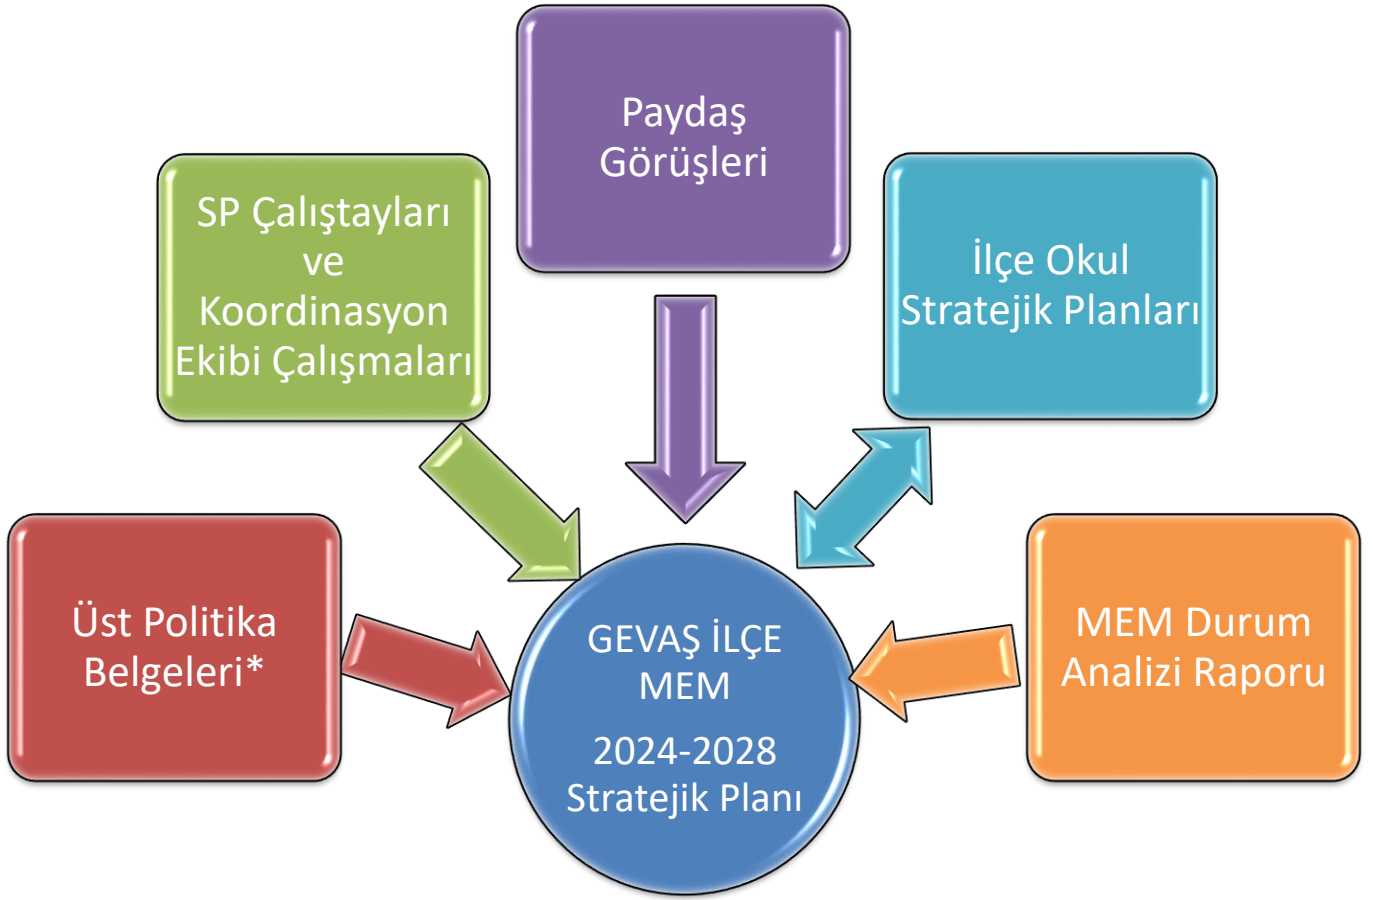 Paydaş
Görüşleri
SP Çalıştayları
ve
Koordinasyon
Ekibi Çalışmaları
İlçe Okul
Stratejik Planları
Üst Politika
Belgeleri*
MEM Durum
Analizi Raporu
GEVAŞ İLÇE
MEM
2024-2028
Stratejik Planı